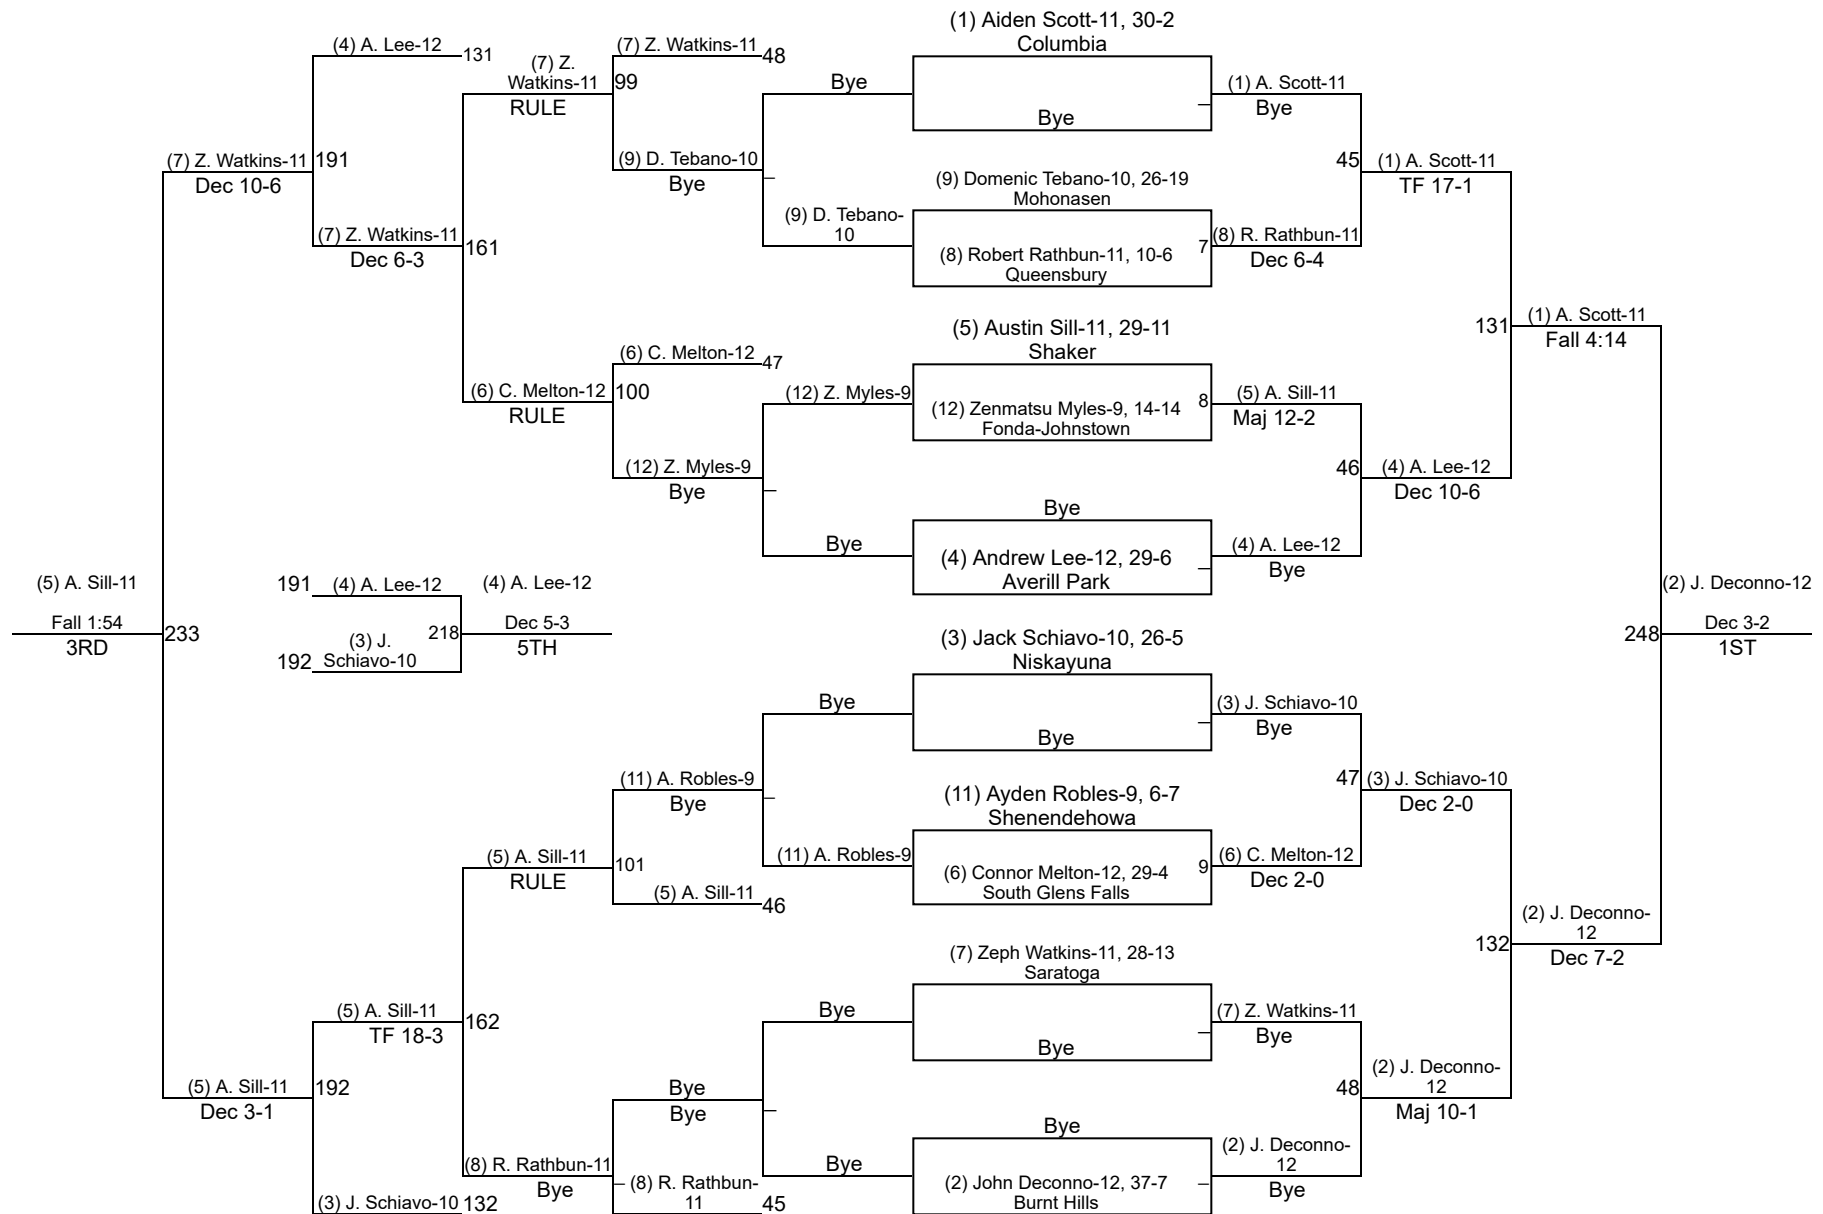 (1) Aiden Scott-11, 30-2
Columbia
Bye
(9) Domenic Tebano-10, 26-19
Mohonasen
(8) Robert Rathbun-11, 10-6
Queensbury
7
(5) Austin Sill-11, 29-11
Shaker
(12) Zenmatsu Myles-9, 14-14
Fonda-Johnstown
8
Bye
(4) Andrew Lee-12, 29-6
Averill Park
(3) Jack Schiavo-10, 26-5
Niskayuna
Bye
(11) Ayden Robles-9, 6-7
Shenendehowa
(6) Connor Melton-12, 29-4
South Glens Falls
9
(7) Zeph Watkins-11, 28-13
Saratoga
Bye
Bye
(2) John Deconno-12, 37-7
Burnt Hills
(1) A. Scott-11
Bye
45
(8) R. Rathbun-11
Dec 6-4
(5) A. Sill-11
Maj 12-2
46
(4) A. Lee-12
Bye
(3) J. Schiavo-10
Bye
47
(6) C. Melton-12
Dec 2-0
(7) Z. Watkins-11
Bye
48
(2) J. Deconno-
12
Bye
(1) A. Scott-11
TF 17-1
131
(4) A. Lee-12
Dec 10-6
(3) J. Schiavo-10
Dec 2-0
132
(2) J. Deconno-
12
Maj 10-1
(1) A. Scott-11
Fall 4:14
248
(2) J. Deconno-
12
Dec 7-2
(2) J. Deconno-12
Dec 3-2
1ST
Bye
(9) D. Tebano-
10
(12) Z. Myles-9
Bye
Bye
(11) A. Robles-9
Bye
Bye
(7) Z. Watkins-11
48
99
(9) D. Tebano-10
Bye
(6) C. Melton-12
47
100
(12) Z. Myles-9
Bye
(11) A. Robles-9
Bye
101
(5) A. Sill-11
46
Bye
Bye
(8) R. Rathbun-
11
45
(7) Z.
Watkins-11
RULE
161
(6) C. Melton-12
RULE
(5) A. Sill-11
RULE
162
(8) R. Rathbun-11
Bye
(4) A. Lee-12
131
191
(7) Z. Watkins-11
Dec 6-3
(5) A. Sill-11
TF 18-3
192
(3) J. Schiavo-10
132
(7) Z. Watkins-11
Dec 10-6
233
(5) A. Sill-11
Dec 3-1
(5) A. Sill-11
Fall 1:54
3RD
191
(4) A. Lee-12
218
192
(3) J.
Schiavo-10
(4) A. Lee-12
Dec 5-3
5TH